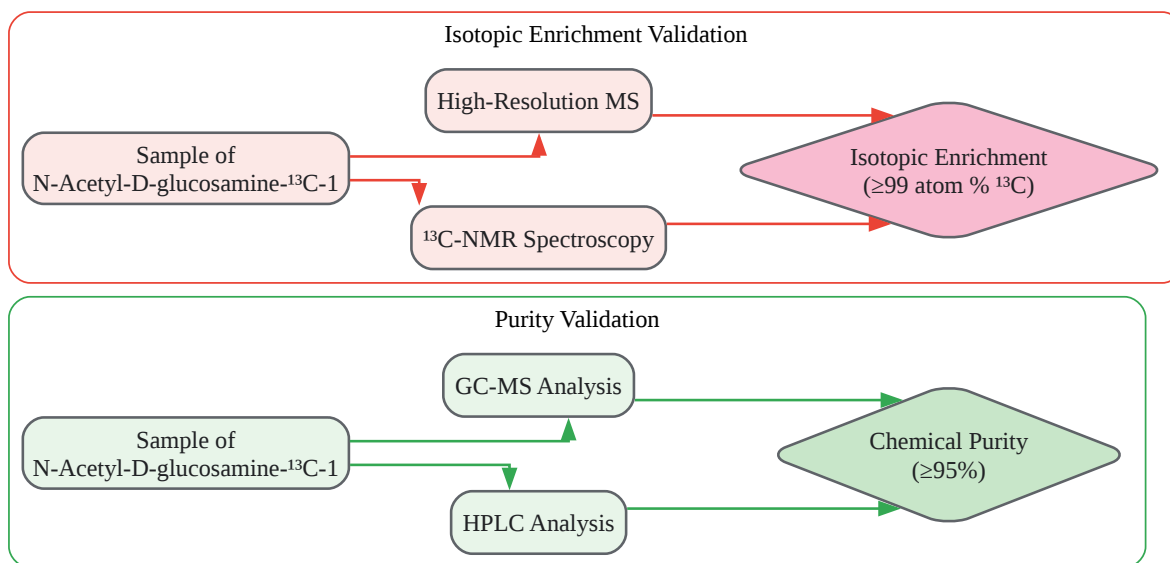 Isotopic Enrichment Validation
High-Resolution MS
Sample of
N-Acetyl-D-glucosamine-¹³C-1
Isotopic Enrichment
(≥99 atom % ¹³C)
¹³C-NMR Spectroscopy
Purity Validation
GC-MS Analysis
Sample of
N-Acetyl-D-glucosamine-¹³C-1
Chemical Purity
(≥95%)
HPLC Analysis